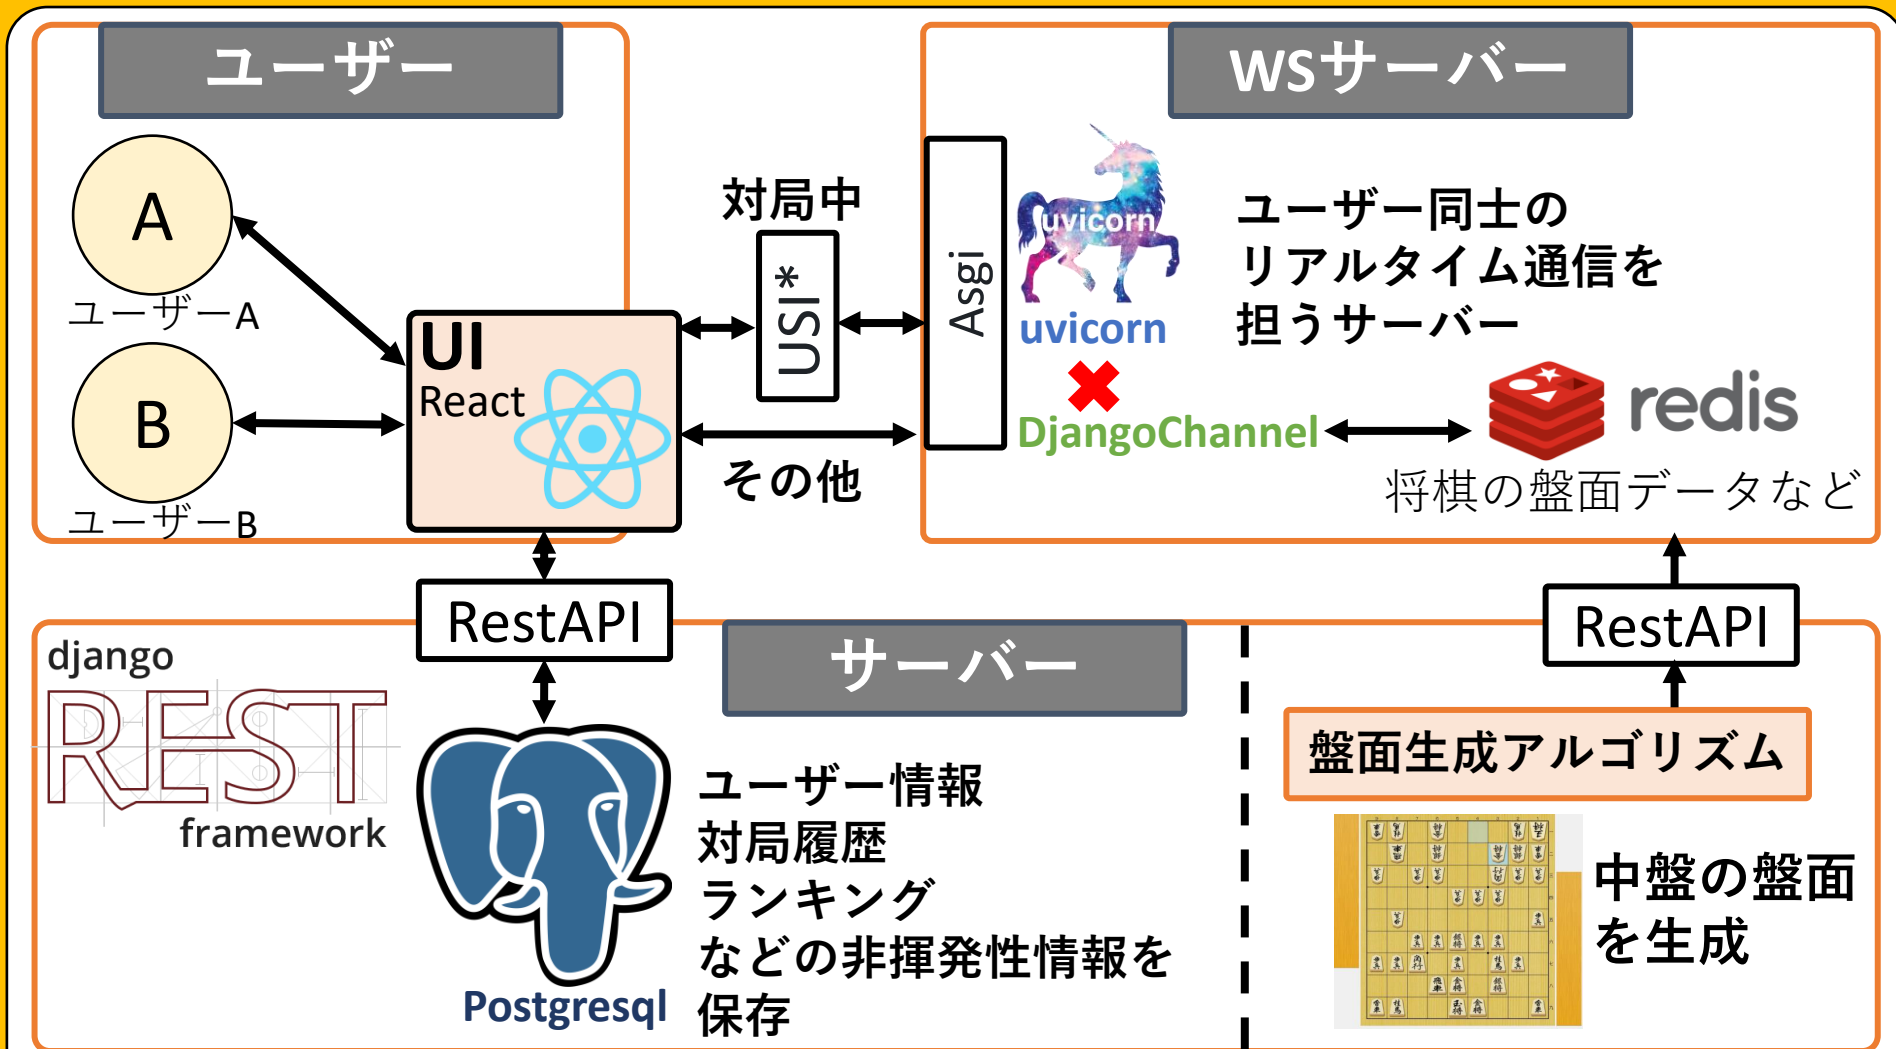 ユーザー
WSサーバー
A
ユーザーA
B
ユーザーB
UI
React
対局中
USI*
その他
Asgi
uvicorn
uvicorn
DjangoChannel
ユーザー同士の
リアルタイム通信を
担うサーバー
redis
将棋の盤面データなど
RestAPI
RestAPI
サーバー
django
REST
framework
Postgresql
ユーザー情報
対局履歴
ランキング
などの非揮発性情報を
保存
盤面生成アルゴリズム
中盤の盤面
を生成